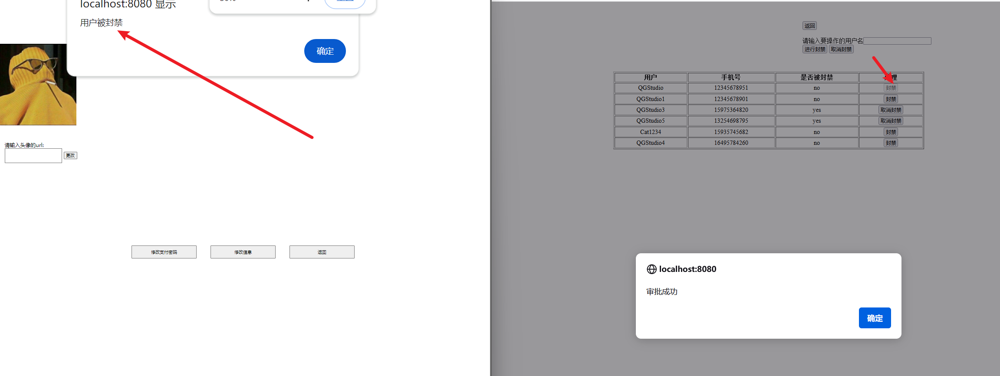 localhost:8080 显示
用户被封禁
确定
请输入头像的url:
更改
修改支付密码
修改信息
返回
返回
请输入要操作的用户名
进行封禁 取消封禁
用户 手机号 是否被封禁 理
QGStudio 12345678951 no 封禁
QGStudio1 12345678901 no 封禁
QGStudio3 15975364820 yes 取消封禁
QGStudio5 13254698795 yes 取消封禁
Cat1234 15935745682 no 封禁
QGStudio4 16495784260 no 封禁
localhost:8080
审批成功
确定